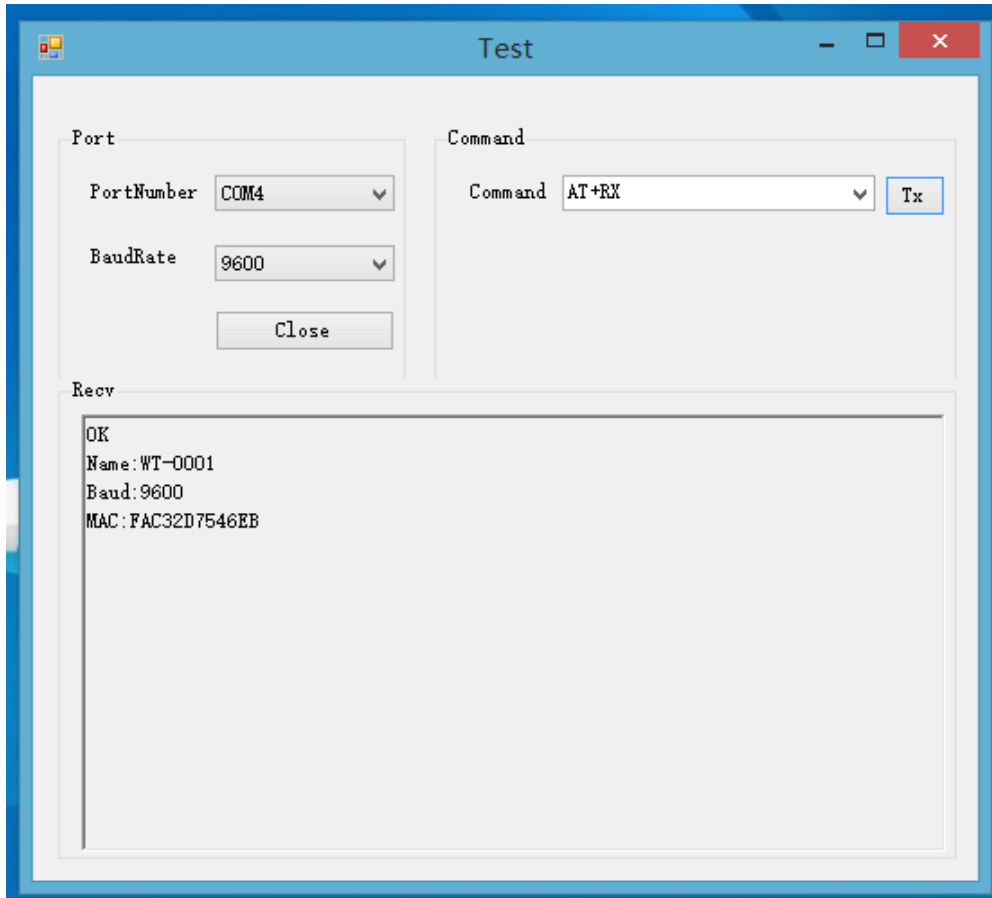 Test
Port
PortNumber COM4
BaudRate 9600
Close
Command
Command AT+RX Tx
Recv
OK
Name:WT-0001
Baud:9600
MAC:FAC32D7546EB